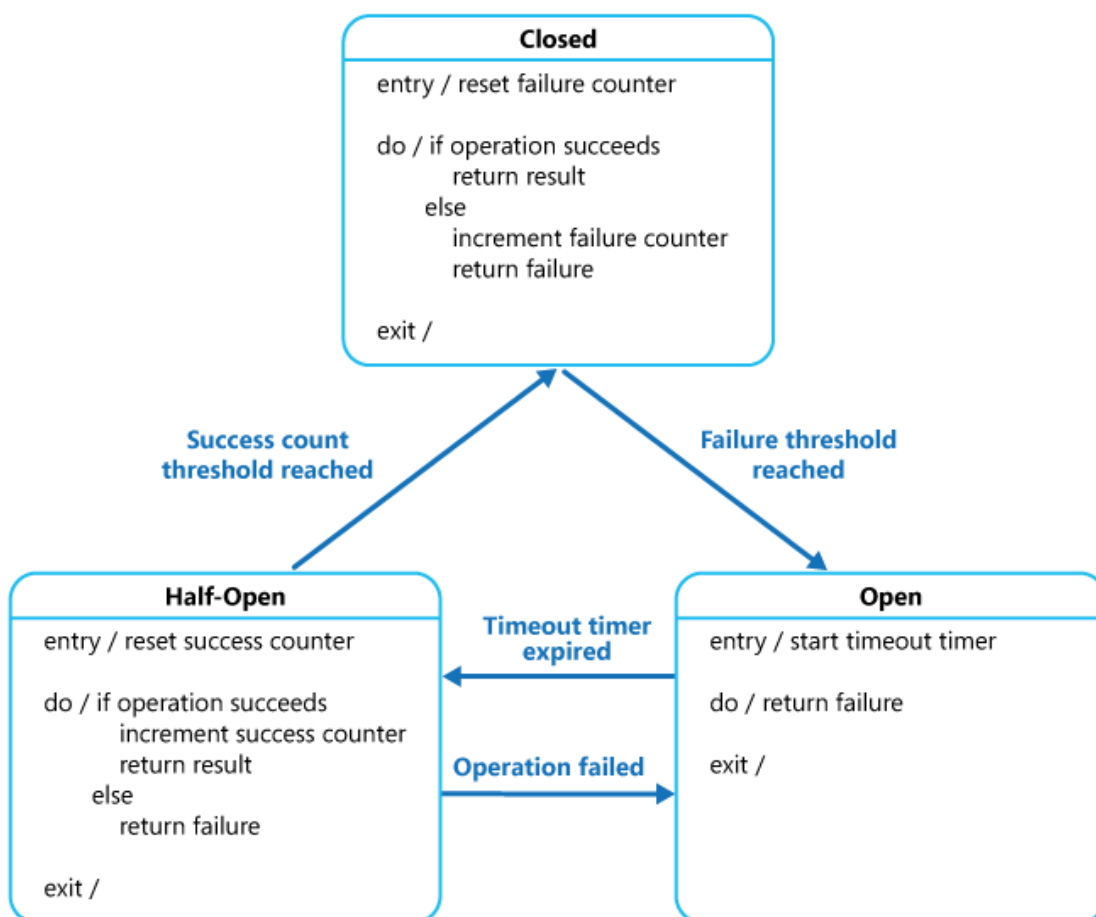 Closed
entry / reset failure counter
do / if operation succeeds
return result
else
increment failure counter
return failure
exit /
Success count
threshold reached
Failure threshold
reached
Half-Open
entry / reset success counter
do / if operation succeeds
increment success counter
return result
else
return failure
exit /
Timeout timer
expired
Operation failed
Open
entry / start timeout timer
do / return failure
exit /